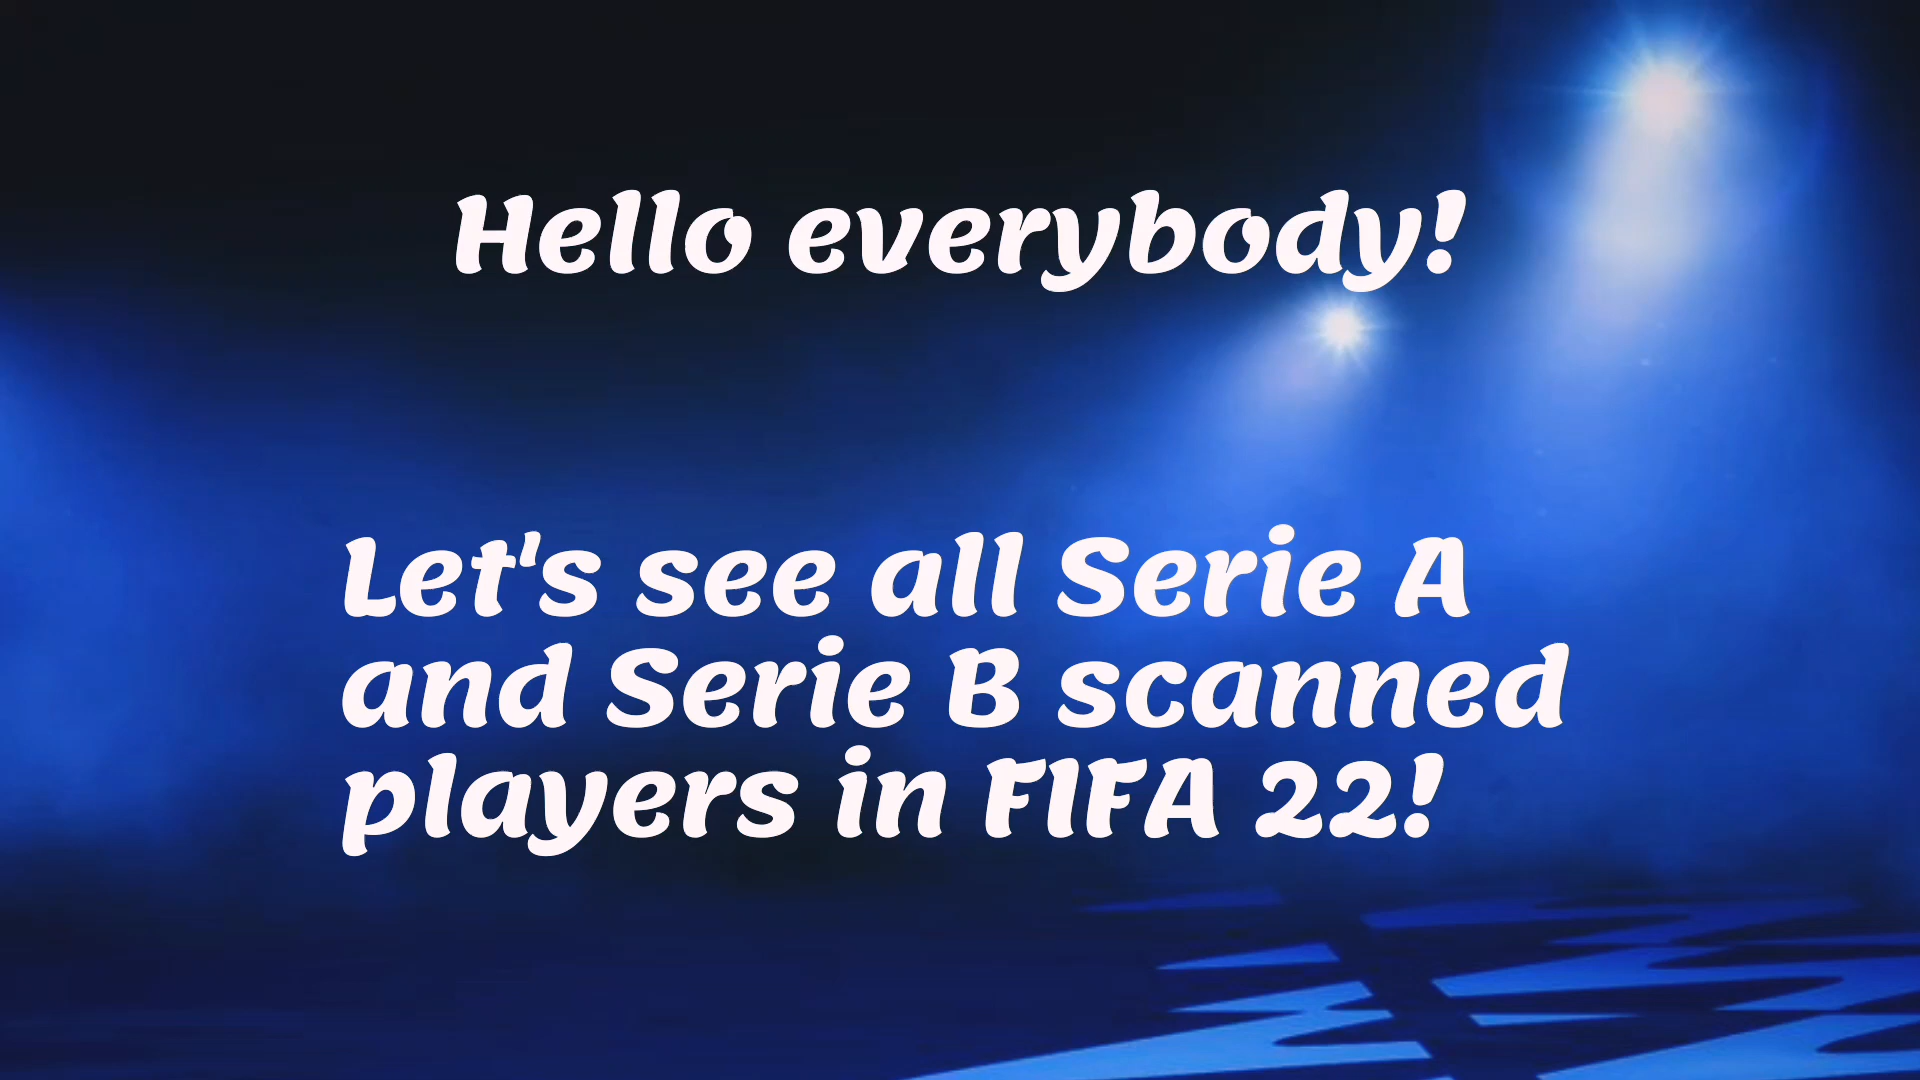 Hello everybody!
Let's see all Serie A
and Serie B scanned
players in FIFA 22!